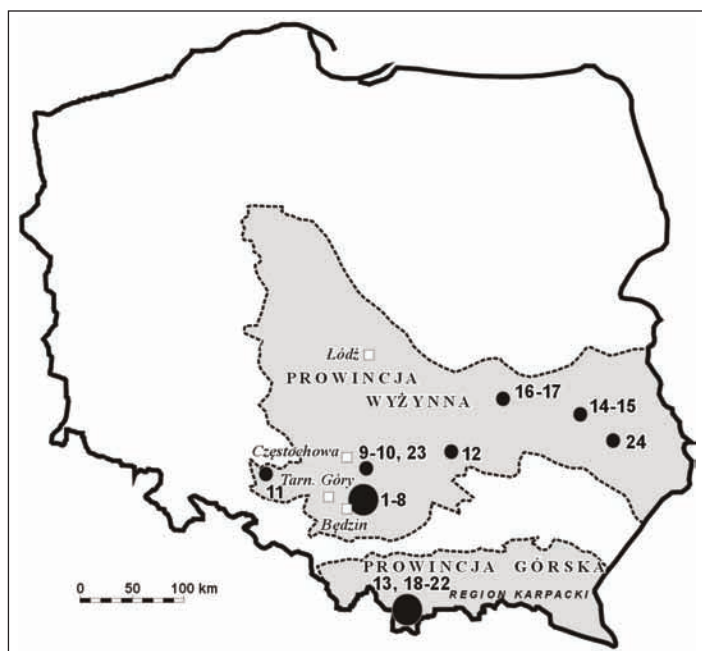 Łódź
PROWINCJA
WYŻYNNA
16-17
14-15
24
Częstochowa
9-10, 23
12
Tarn. Góry
11
1-8
Będzin
PROWINCJA GÓRSKA
13, 18-22
REGION KARPACKI
0 100 km